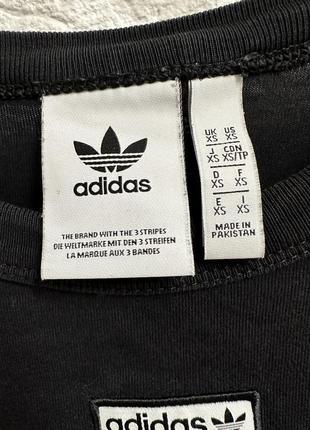 adidas
THE BRAND WITH THE 3 STRIPES
DIE WELTMARKE MIT DEN 3 STREIFEN
LA MARQUE AUX 3 BANDES
UK US
XS XS
J CDN
XS XS/TP
D F
XS XS
E I
XS XS
MADE IN
PAKISTAN
adidas